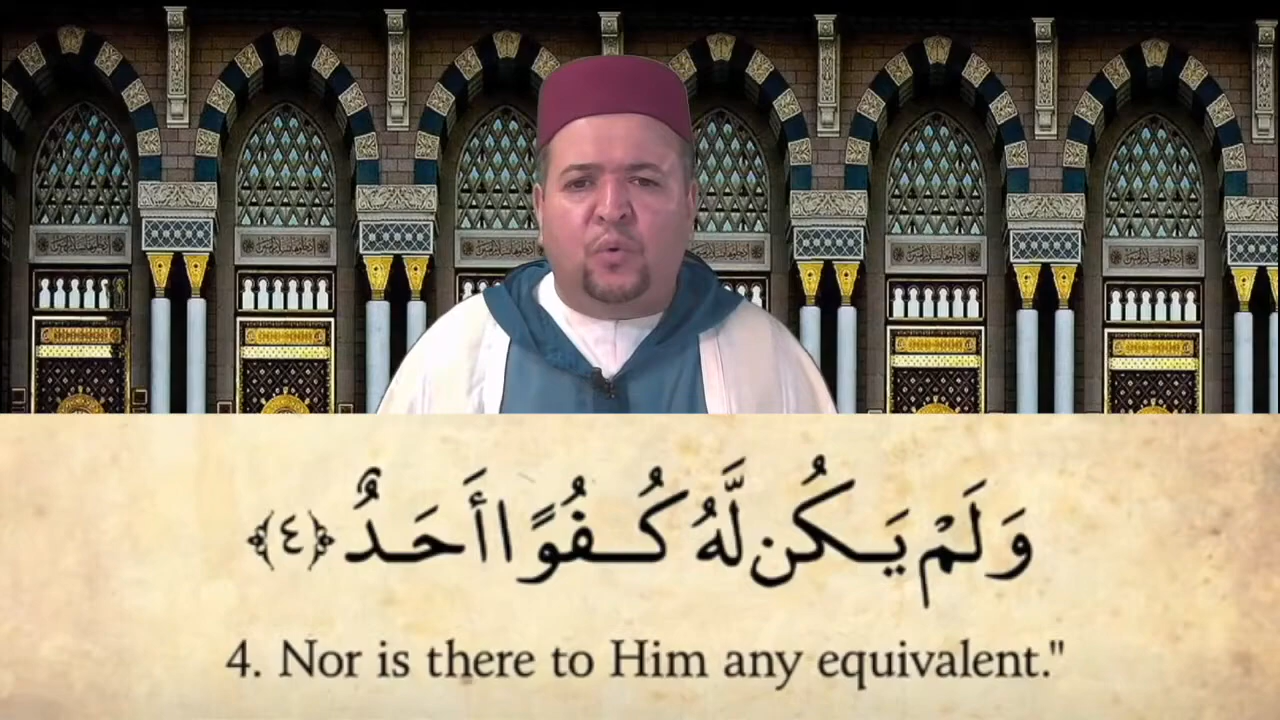 وَلَمْ يَكُن لَّهُ كُفُوًا أَحَدٌ ﴿٤﴾
4. Nor is there to Him any equivalent."